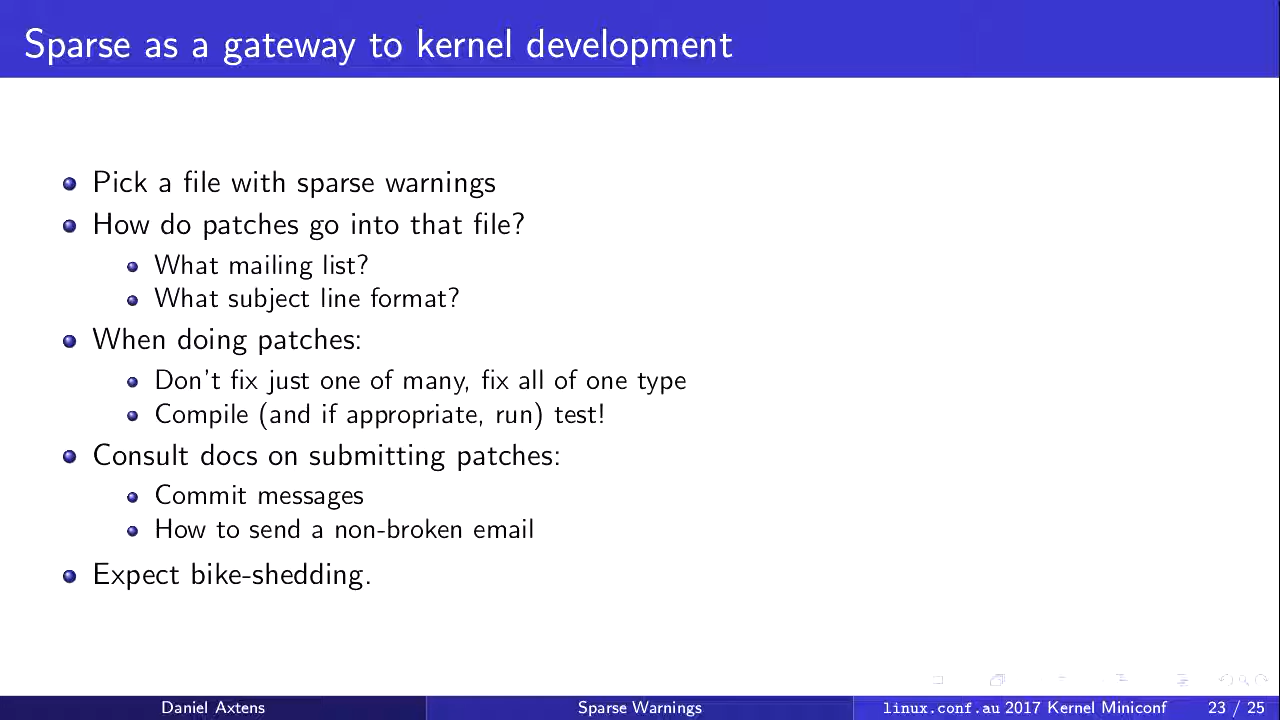 Sparse as a gateway to kernel development
Pick a file with sparse warnings
How do patches go into that file?
What mailing list?
What subject line format?
When doing patches:
Don't fix just one of many, fix all of one type
Compile (and if appropriate, run) test!
Consult docs on submitting patches:
Commit messages
How to send a non-broken email
Expect bike-shedding.
Daniel Axtens
Sparse Warnings
linux.conf.au 2017 Kernel Miniconf
23 / 25